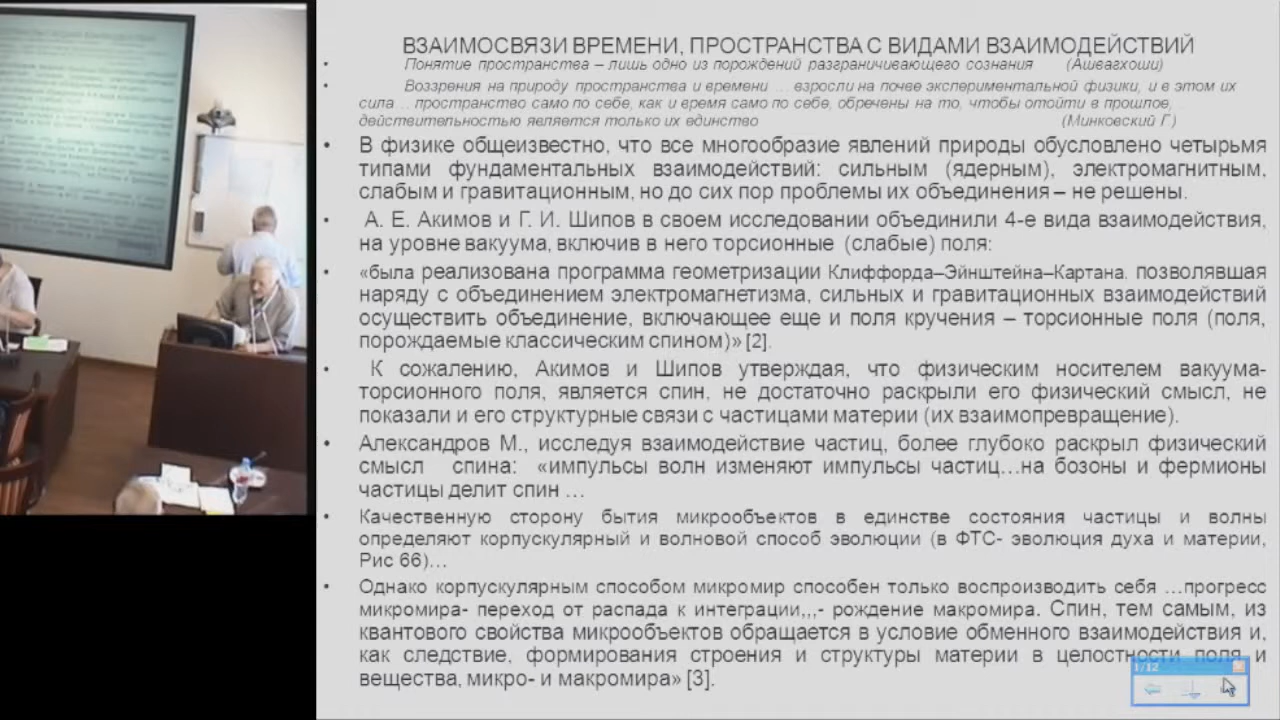 ВЗАИМОСВЯЗИ ВРЕМЕНИ, ПРОСТРАНСТВА С ВИДАМИ ВЗАИМОДЕЙСТВИЙ
• Понятие пространства – лишь одно из порождений разграничивающего сознания (Ашвагхоши)
• Воззрения на природу пространства и времени … взросли на почве экспериментальной физики, и в этом их
сила… пространство само по себе, как и время само по себе, обречены на то, чтобы отойти в прошлое,
действительностью является только их единство (Минковский Г.)
• В физике общеизвестно, что все многообразие явлений природы обусловлено четырьмя
типами фундаментальных взаимодействий: сильным (ядерным), электромагнитным,
слабым и гравитационным, но до сих пор проблемы их объединения – не решены.
• А. Е. Акимов и Г. И. Шипов в своем исследовании объединили 4-е вида взаимодействия,
на уровне вакуума, включив в него торсионные (слабые) поля:
• «была реализована программа геометризации Клиффорда–Эйнштейна–Картана, позволявшая
наряду с объединением электромагнетизма, сильных и гравитационных взаимодействий
осуществить объединение, включающее еще и поля кручения – торсионные поля (поля,
порождаемые классическим спином)» [2].
• К сожалению, Акимов и Шипов утверждая, что физическим носителем вакуума-
торсионного поля, является спин, не достаточно раскрыли его физический смысл, не
показали и его структурные связи с частицами материи (их взаимопревращение).
• Александров М., исследуя взаимодействие частиц, более глубоко раскрыл физический
смысл спина: «импульсы волн изменяют импульсы частиц…на бозоны и фермионы
частицы делит спин …
• Качественную сторону бытия микрообъектов в единстве состояния частицы и волны
определяют корпускулярный и волновой способ эволюции (в ФТС- эволюция духа и материи,
Рис 66)…
• Однако корпускулярным способом микромир способен только воспроизводить себя …прогресс
микромира- переход от распада к интеграции,,,- рождение макромира. Спин, тем самым, из
квантового свойства микрообъектов обращается в условие обменного взаимодействия и,
как следствие, формирования строения и структуры материи в целостности поля и
вещества, микро- и макромира» [3].
1/12